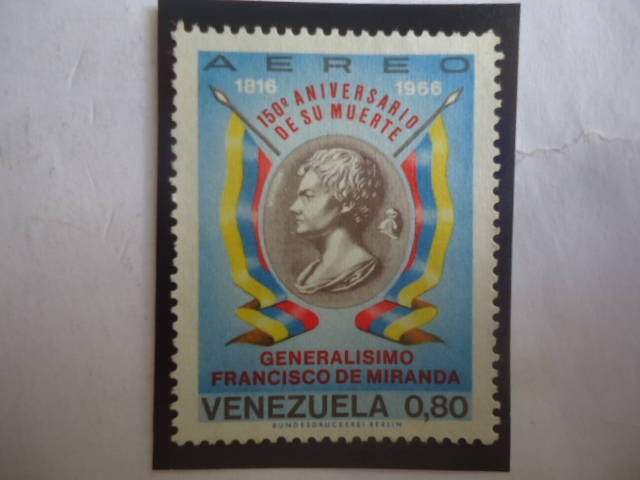 AEREO
1816 1966
150º ANIVERSARIO
DE SU MUERTE
GENERALISIMO
FRANCISCO DE MIRANDA
VENEZUELA 0,80
BUNDESDRUCKEREI BERLIN